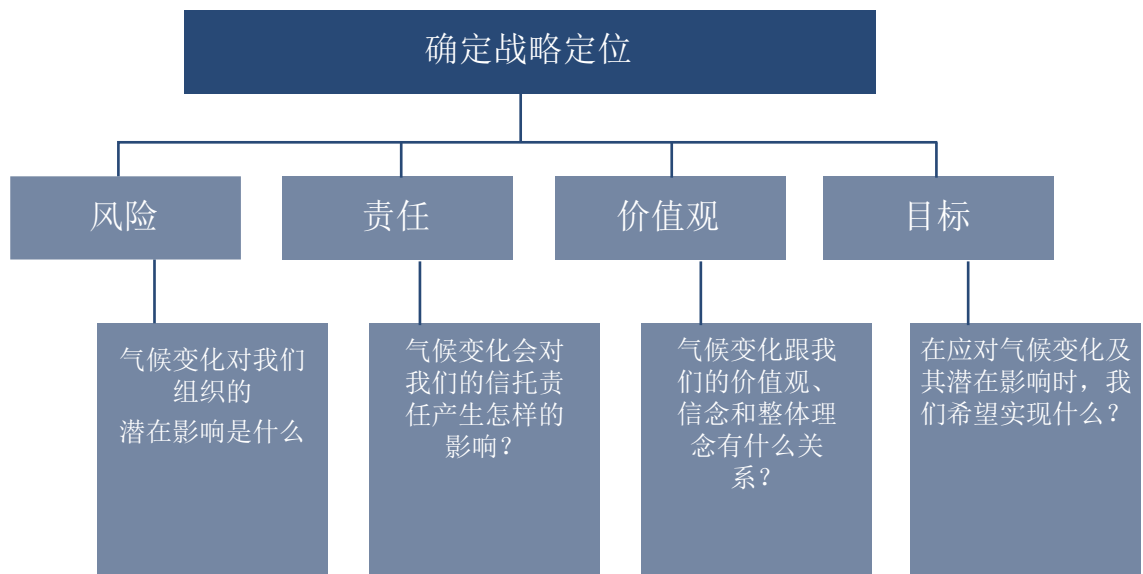 确定战略定位
风险
责任
价值观
目标
气候变化对我们
组织的
潜在影响是什么
气候变化会对
我们的信托责
任产生怎样的
影响？
气候变化跟我
们的价值观、
信念和整体理
念有什么关
系？
在应对气候变化及
其潜在影响时，我
们希望实现什么？